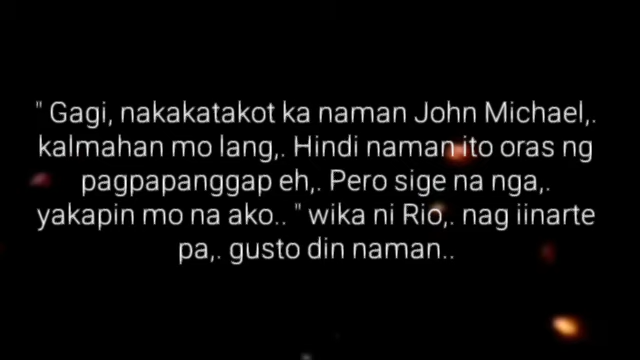 " Gagi, nakakatakot ka naman John Michael,.
kalmahan mo lang,. Hindi naman ito oras ng
pagpapanggap eh,. Pero sige na nga,.
yakapin mo na ako.. " wika ni Rio,. nag iinarte
pa,. gusto din naman..